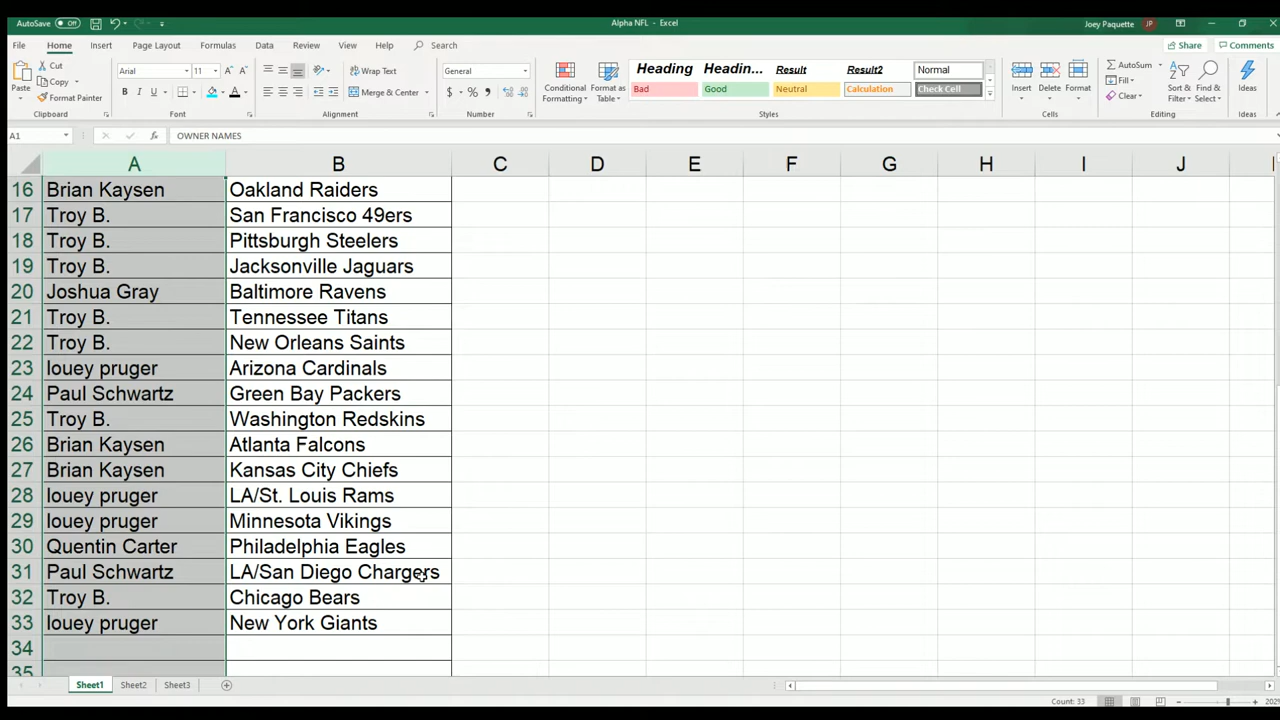 AutoSave Off Alpha NFL - Excel Joey Paquette JP
File Home Insert Page Layout Formulas Data Review View Help Search Share Comments
Paste Cut Arial 11 Wrap Text General Conditional Formatting Format as Table Heading Headin... Result Result2 Normal Insert Delete Format AutoSum Sort & Filter Find & Select Ideas
Copy Merge & Center Bad Good Neutral Calculation Check Cell Fill
Format Painter Clear
Clipboard Font Alignment Number Styles Cells Editing Ideas
A1 OWNER NAMES
A B C D E F G H I J
16 Brian Kaysen Oakland Raiders
17 Troy B. San Francisco 49ers
18 Troy B. Pittsburgh Steelers
19 Troy B. Jacksonville Jaguars
20 Joshua Gray Baltimore Ravens
21 Troy B. Tennessee Titans
22 Troy B. New Orleans Saints
23 louey pruger Arizona Cardinals
24 Paul Schwartz Green Bay Packers
25 Troy B. Washington Redskins
26 Brian Kaysen Atlanta Falcons
27 Brian Kaysen Kansas City Chiefs
28 louey pruger LA/St. Louis Rams
29 louey pruger Minnesota Vikings
30 Quentin Carter Philadelphia Eagles
31 Paul Schwartz LA/San Diego Chargers
32 Troy B. Chicago Bears
33 louey pruger New York Giants
34
35
Sheet1 Sheet2 Sheet3
Count: 33